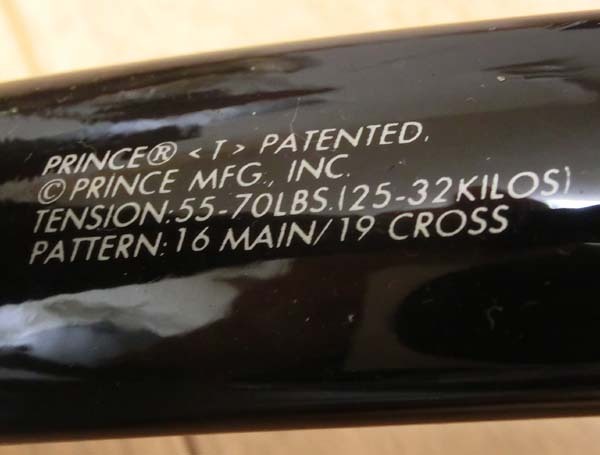 PRINCE® <T> PATENTED.
© PRINCE MFG., INC.
TENSION:55-70LBS.(25-32KILOS)
PATTERN:16 MAIN/19 CROSS